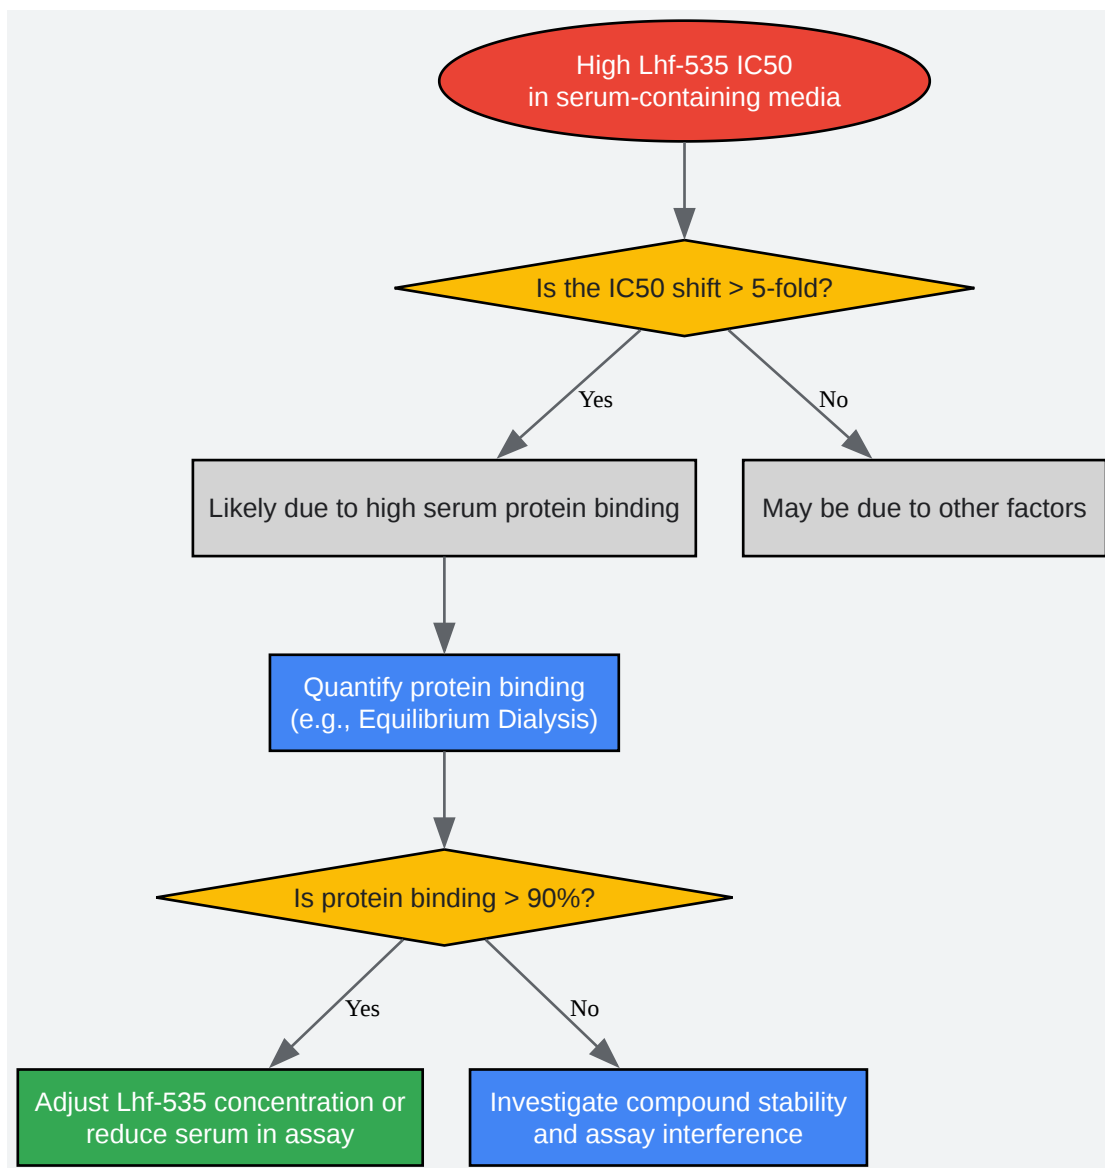 High Lhf-535 IC50
in serum-containing media
Is the IC50 shift > 5-fold?
Yes
No
Likely due to high serum protein binding
May be due to other factors
Quantify protein binding
(e.g., Equilibrium Dialysis)
Is protein binding > 90%?
Yes
No
Adjust Lhf-535 concentration or
reduce serum in assay
Investigate compound stability
and assay interference